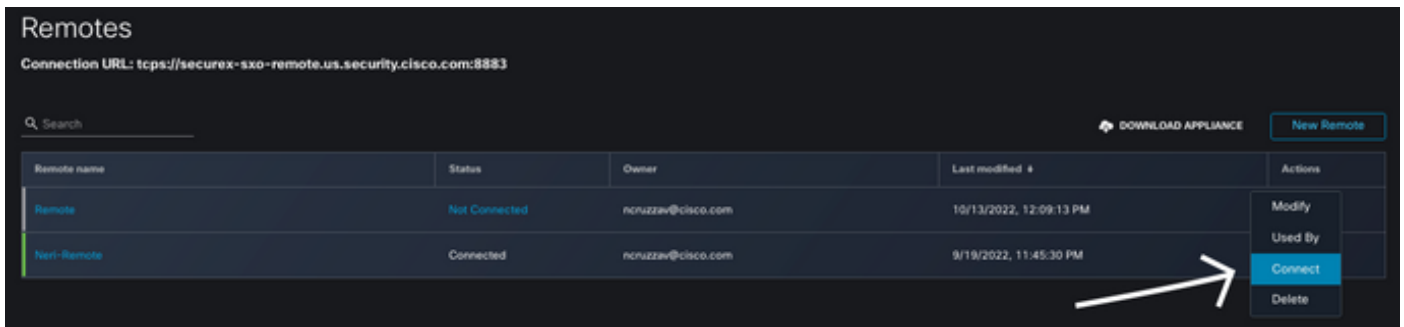 Remotes
Connection URL: tcps://securex-sxo-remote.us.security.cisco.com:8883
Search
DOWNLOAD APPLIANCE New Remote
Remote name Status Owner Last modified Actions
Remote Not Connected ncruzzav@cisco.com 10/13/2022, 12:09:13 PM
Modify
Used By
Neri-Remote Connected ncruzzav@cisco.com 9/19/2022, 11:45:30 PM
Connect
Delete